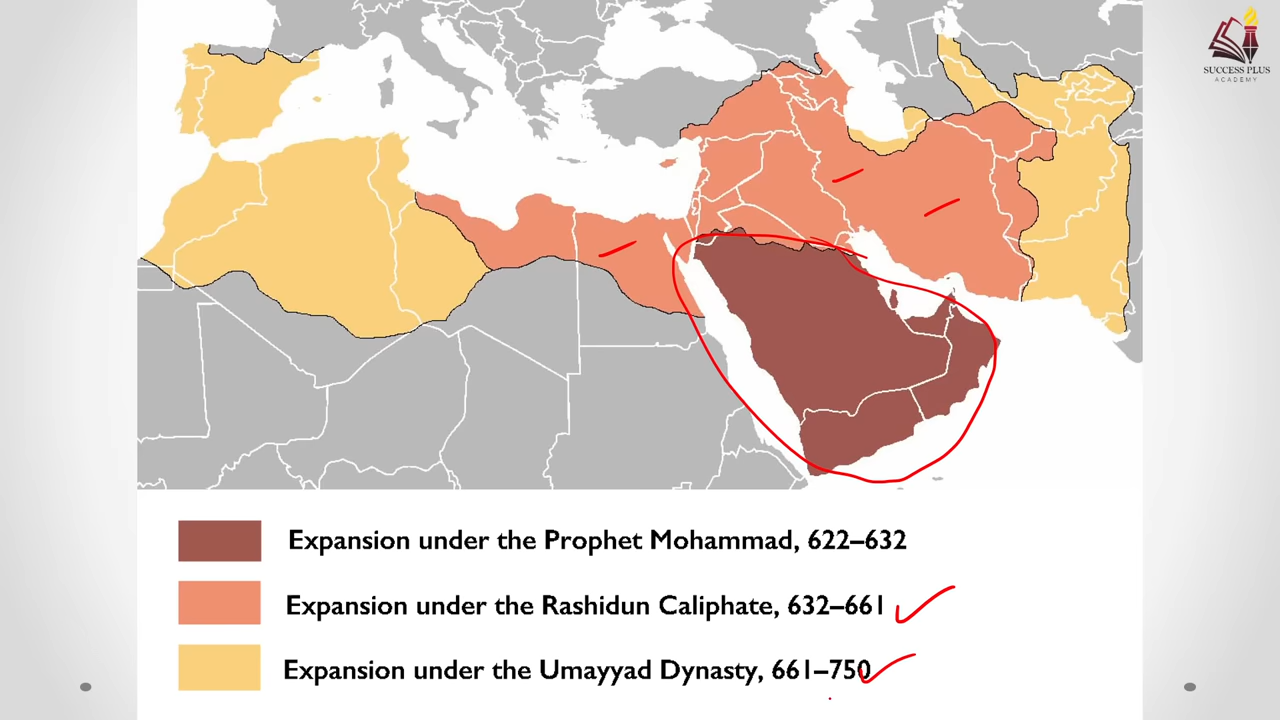 SUCCESS PLUS
ACADEMY
Expansion under the Prophet Mohammad, 622–632
Expansion under the Rashidun Caliphate, 632–661
Expansion under the Umayyad Dynasty, 661–750